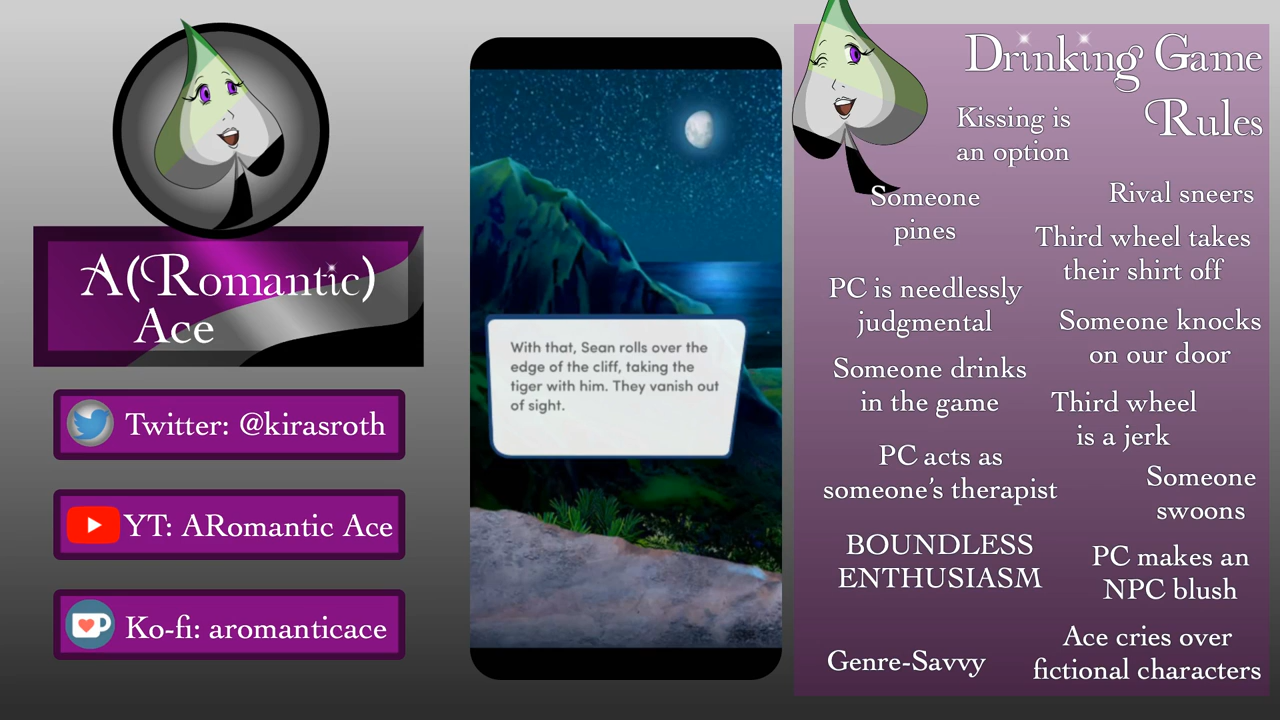 A(Romantic)
Ace
Twitter: @kirasroth
YT: ARomantic Ace
Ko-fi: aromanticace
With that, Sean rolls over the
edge of the cliff, taking the
tiger with him. They vanish out
of sight.
Drinking Game
Rules
Kissing is
an option
Someone
pines
Rival sneers
Third wheel takes
their shirt off
PC is needlessly
judgmental
Someone knocks
on our door
Someone drinks
in the game
Third wheel
is a jerk
PC acts as
someone's therapist
Someone
swoons
BOUNDLESS
ENTHUSIASM
PC makes an
NPC blush
Genre-Savvy
Ace cries over
fictional characters